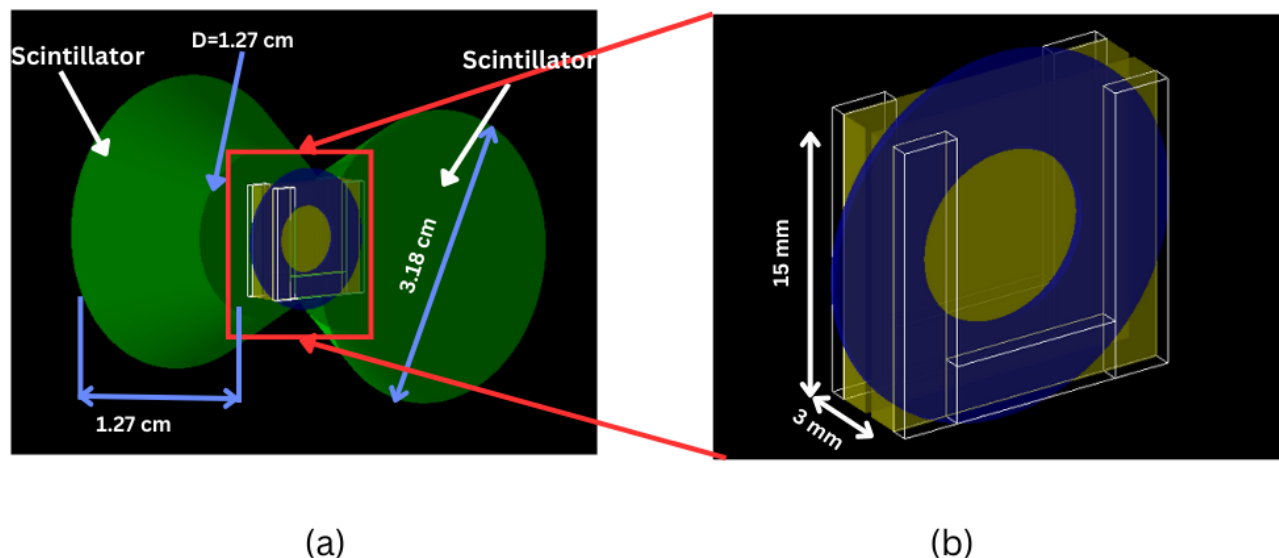 Scintillator
D=1.27 cm
Scintillator
3.18 cm
1.27 cm
15 mm
3 mm
(a)
(b)